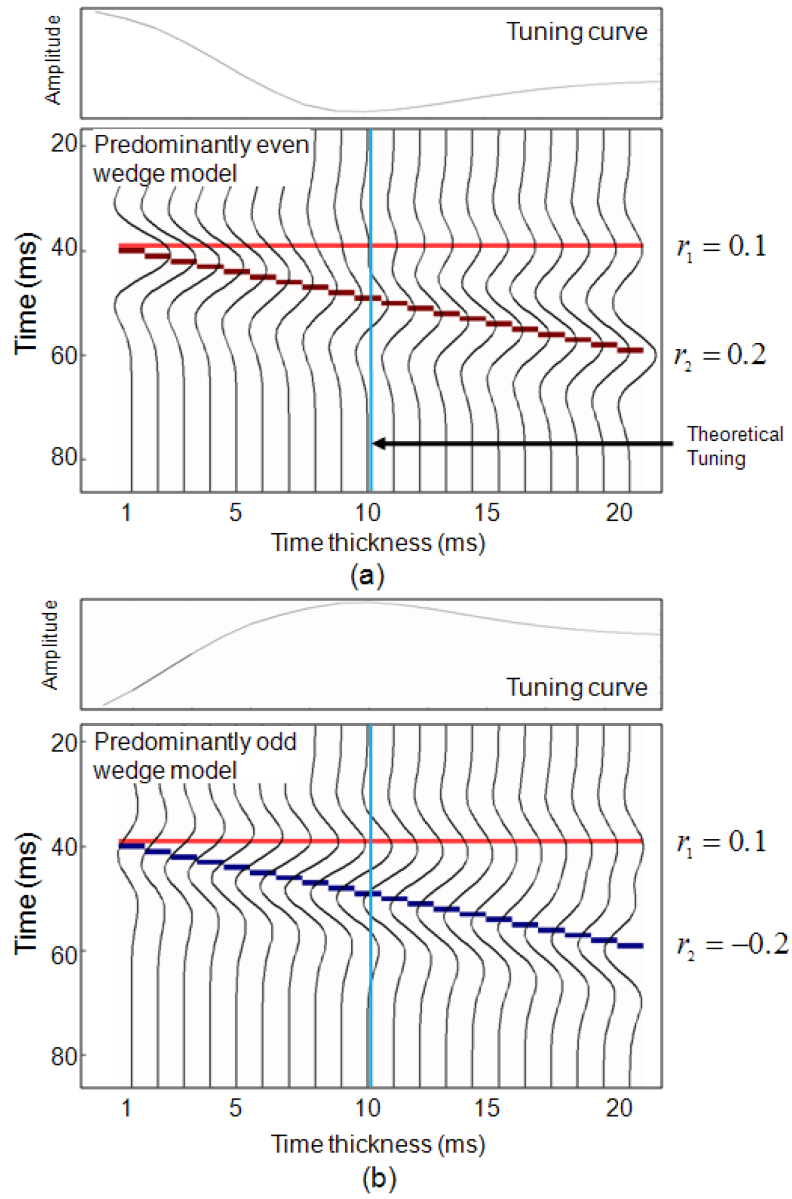 Amplitude
Tuning curve
Predominantly even
wedge model
Time (ms)
20
40
60
80
r₁ = 0.1
r₂ = 0.2
Theoretical
Tuning
1 5 10 15 20
Time thickness (ms)
(a)
Amplitude
Tuning curve
Predominantly odd
wedge model
Time (ms)
20
40
60
80
r₁ = 0.1
r₂ = −0.2
1 5 10 15 20
Time thickness (ms)
(b)